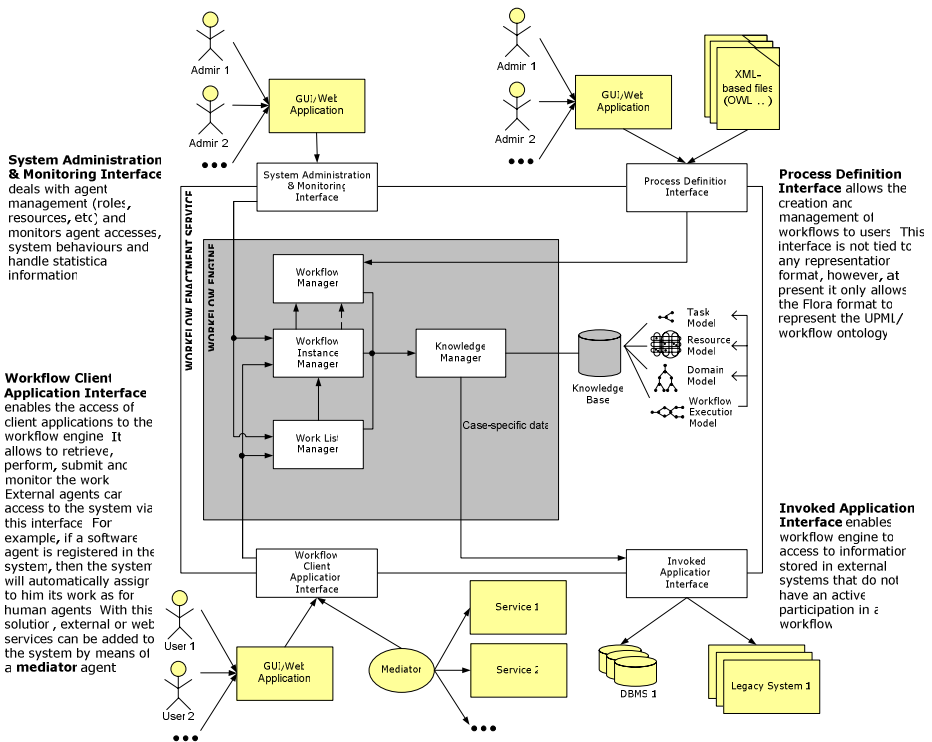 Admin 1
Admin 2
GUI/Web
Application
Admin 1
Admin 2
GUI/Web
Application
XML-
based files
(OWL ...)
System Administration
& Monitoring Interface
deals with agent
management (roles,
resources, etc) and
monitors agent accesses,
system behaviours and
handle statistical
information
System Administration
& Monitoring
Interface
Process Definition
Interface
Process Definition
Interface allows the
creation and
management of
workflows to users. This
interface is not tied to
any representation
format, however, at
present it only allows
the Flora format to
represent the UPML/
workflow ontology
WORKFLOW ENACTMENT SERVICE
WORKFLOW ENGINE
Workflow
Manager
Workflow
Instance
Manager
Work List
Manager
Knowledge
Manager
Case-specific data
Knowledge
Base
Task
Model
Resource
Model
Domain
Model
Workflow
Execution
Model
Workflow Client
Application Interface
enables the access of
client applications to the
workflow engine. It
allows to retrieve,
perform, submit and
monitor the work.
External agents can
access to the system via
this interface. For
example, if a software
agent is registered in the
system, then the system
will automatically assign
to him its work as for
human agents. With this
solution, external or web
services can be added to
the system by means of
a mediator agent
Invoked Application
Interface enables
workflow engine to
access to information
stored in external
systems that do not
have an active
participation in a
workflow
Workflow
Client
Application
Interface
Invoked
Application
Interface
User 1
User 2
GUI/Web
Application
Mediator
Service 1
Service 2
DBMS 1
Legacy System 1